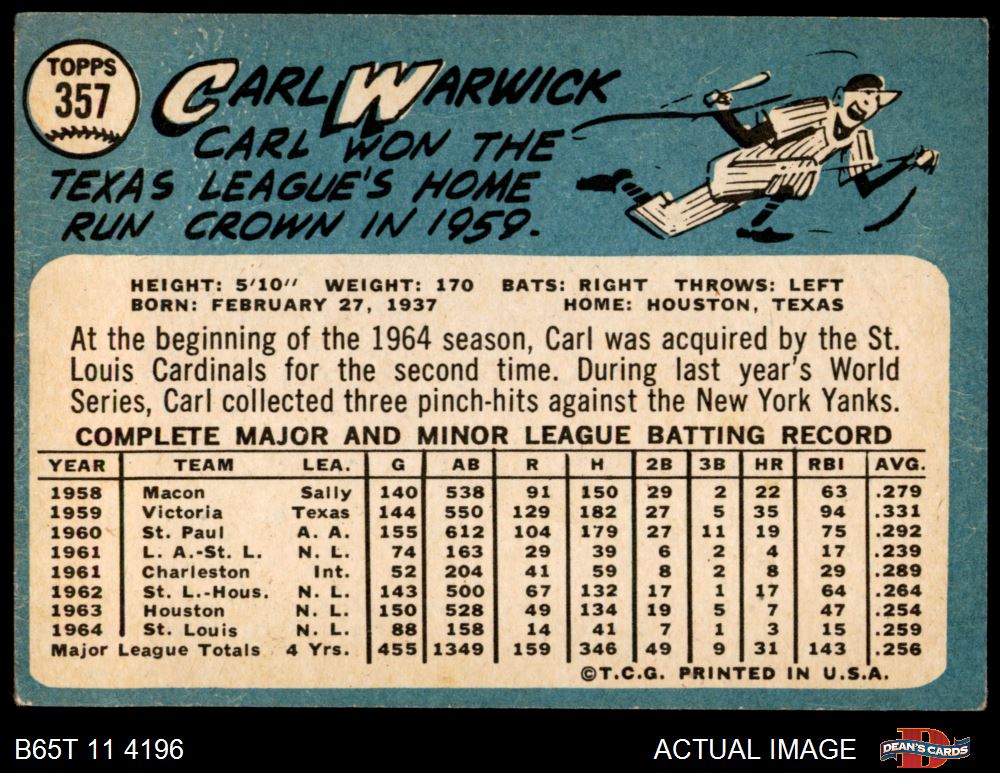 TOPPS
357
CARL WARWICK
CARL WON THE
TEXAS LEAGUE'S HOME
RUN CROWN IN 1959.
HEIGHT: 5'10" WEIGHT: 170 BATS: RIGHT THROWS: LEFT
BORN: FEBRUARY 27, 1937 HOME: HOUSTON, TEXAS
At the beginning of the 1964 season, Carl was acquired by the St.
Louis Cardinals for the second time. During last year's World
Series, Carl collected three pinch-hits against the New York Yanks.
COMPLETE MAJOR AND MINOR LEAGUE BATTING RECORD
YEAR TEAM LEA. G AB R H 2B 3B HR RBI AVG.
1958 Macon Sally 140 538 91 150 29 2 22 63 .279
1959 Victoria Texas 144 550 129 182 27 5 35 94 .331
1960 St. Paul A. A. 155 612 104 179 27 11 19 75 .292
1961 L. A.-St. L. N. L. 74 163 29 39 6 2 4 17 .239
1961 Charleston Int. 52 204 41 59 8 2 8 29 .289
1962 St. L.-Hous. N. L. 143 500 67 132 17 1 17 64 .264
1963 Houston N. L. 150 528 49 134 19 5 7 47 .254
1964 St. Louis N. L. 88 158 14 41 7 1 3 15 .259
Major League Totals 4 Yrs. 455 1349 159 346 49 9 31 143 .256
©T.C.G. PRINTED IN U.S.A.
B65T 11 4196 ACTUAL IMAGE
DEAN'S CARDS